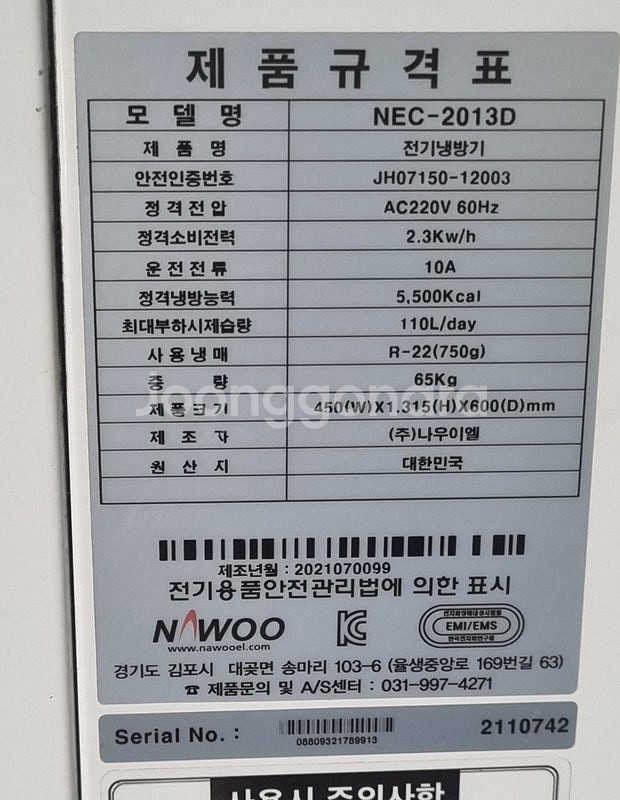 제품규격표
모델명 NEC-2013D
제품명 전기냉방기
안전인증번호 JH07150-12003
정격전압 AC220V 60Hz
정격소비전력 2.3Kw/h
운전전류 10A
정격냉방능력 5,500Kcal
최대부하시제습량 110L/day
사용냉매 R-22(750g)
중량 65Kg
Joonggonara
제품크기 450(W)X1.315(H)X600(D)mm
제조자 (주)나우이엘
원산지 대한민국
제조년월 : 2021070099
전기용품안전관리법에 의한 표시
NAWOO
www.nawooel.com
EMI/EMS
경기도 김포시 대곶면 송마리 103-6 (율생중앙로 169번길 63)
☎ 제품문의 및 A/S센터 : 031-997-4271
Serial No. : 2110742
08809321789913
사용시 주의사항